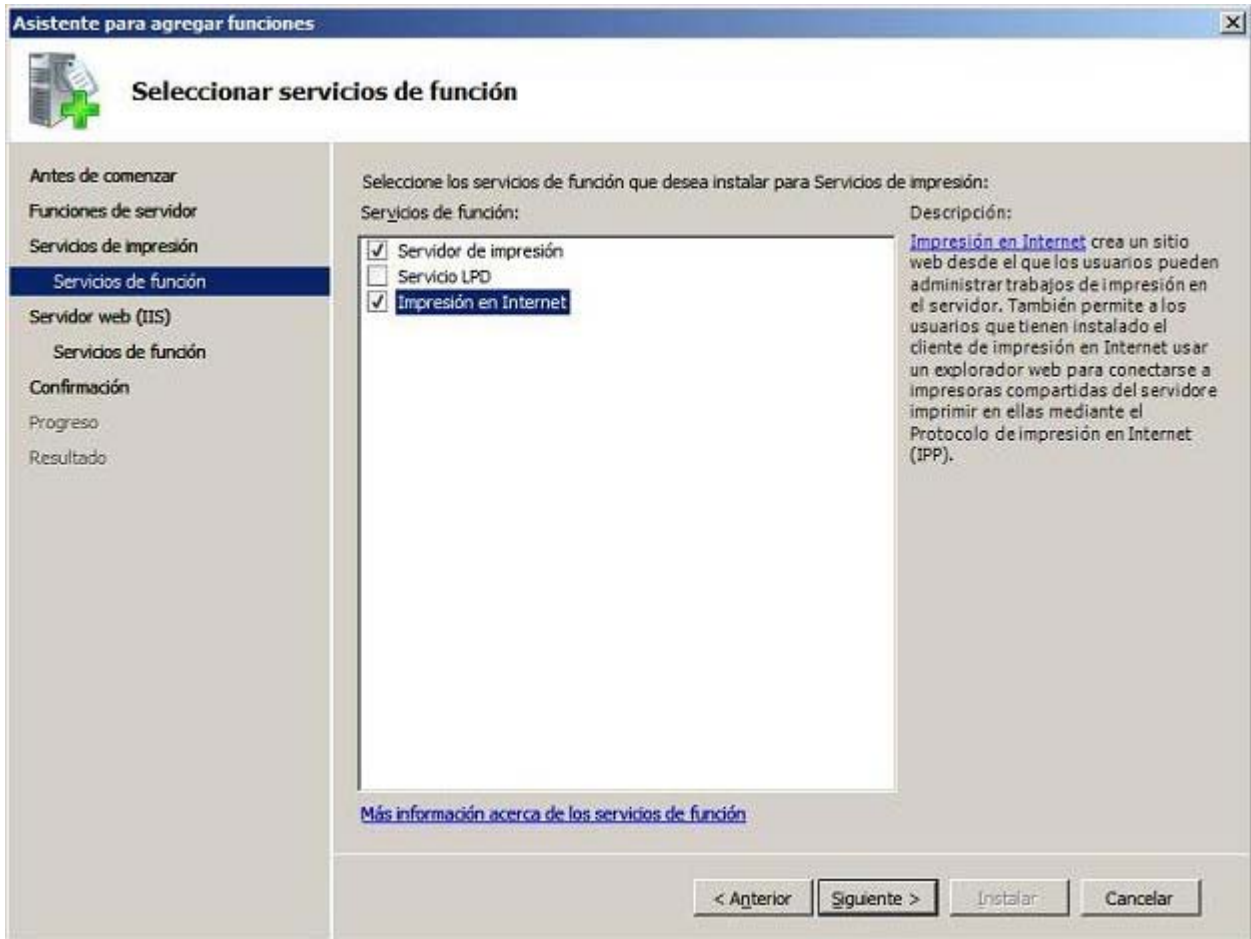 Asistente para agregar funciones
Seleccionar servicios de función
Antes de comenzar
Funciones de servidor
Servicios de impresión
Servicios de función
Servidor web (IIS)
Servicios de función
Confirmación
Progreso
Resultado
Seleccione los servicios de función que desea instalar para Servicios de impresión:
Servicios de función:
Servidor de impresión
Servicio LPD
Impresión en Internet
Más información acerca de los servicios de función
Descripción:
Impresión en Internet crea un sitio
web desde el que los usuarios pueden
administrar trabajos de impresión en
el servidor. También permite a los
usuarios que tienen instalado el
cliente de impresión en Internet usar
un explorador web para conectarse a
impresoras compartidas del servidor e
imprimir en ellas mediante el
Protocolo de impresión en Internet
(IPP).
< Anterior
Siguiente >
Instalar
Cancelar